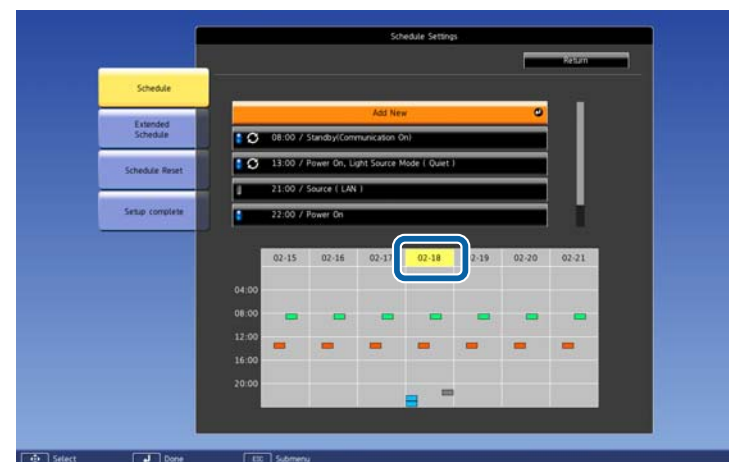 Schedule Settings
Return
Schedule
Extended
Schedule
Schedule Reset
Setup complete
Add New
08:00 / Standby(Communication On)
13:00 / Power On, Light Source Mode ( Quiet )
21:00 / Source ( LAN )
22:00 / Power On
02-15 02-16 02-17 02-18 02-19 02-20 02-21
04:00
08:00
12:00
16:00
20:00
Select Done ESC Submenu